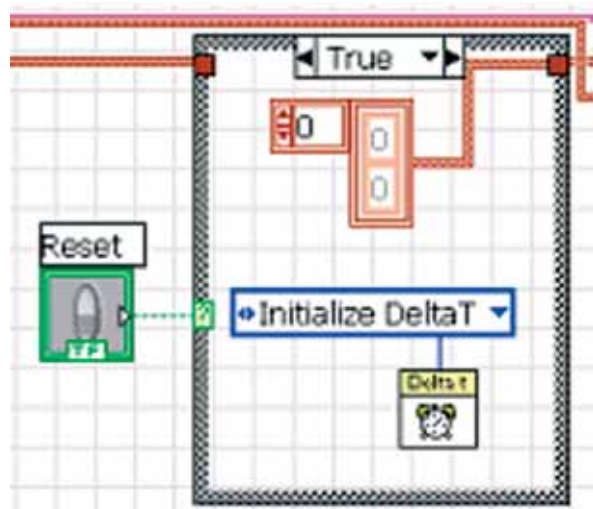 True
0
0
0
Reset
TF
?
Initialize DeltaT
Delta t